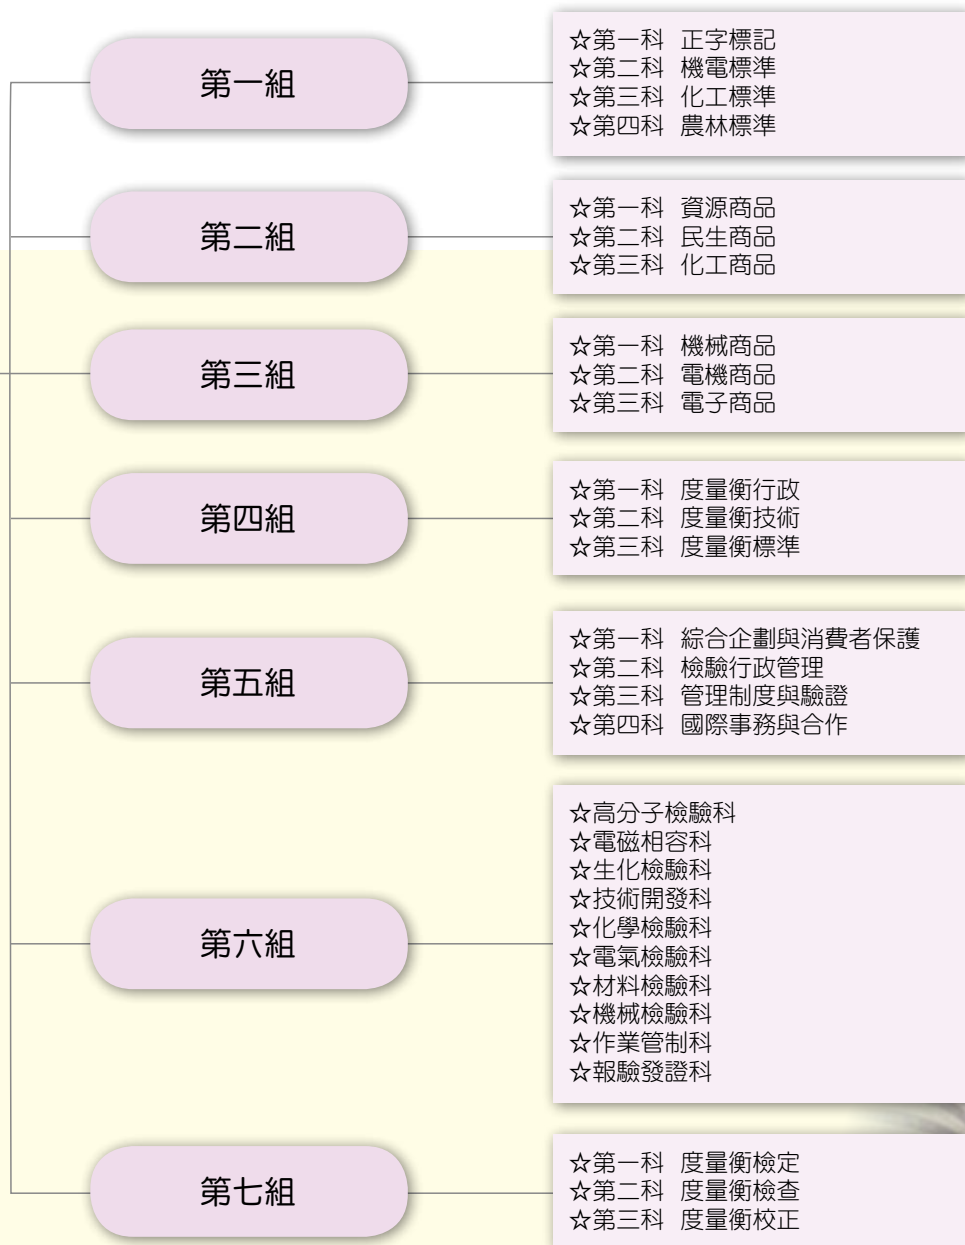 第一組
☆第一科 正字標記
☆第二科 機電標準
☆第三科 化工標準
☆第四科 農林標準
第二組
☆第一科 資源商品
☆第二科 民生商品
☆第三科 化工商品
第三組
☆第一科 機械商品
☆第二科 電機商品
☆第三科 電子商品
第四組
☆第一科 度量衡行政
☆第二科 度量衡技術
☆第三科 度量衡標準
第五組
☆第一科 綜合企劃與消費者保護
☆第二科 檢驗行政管理
☆第三科 管理制度與驗證
☆第四科 國際事務與合作
第六組
☆高分子檢驗科
☆電磁相容科
☆生化檢驗科
☆技術開發科
☆化學檢驗科
☆電氣檢驗科
☆材料檢驗科
☆機械檢驗科
☆作業管制科
☆報驗發證科
第七組
☆第一科 度量衡檢定
☆第二科 度量衡檢查
☆第三科 度量衡校正